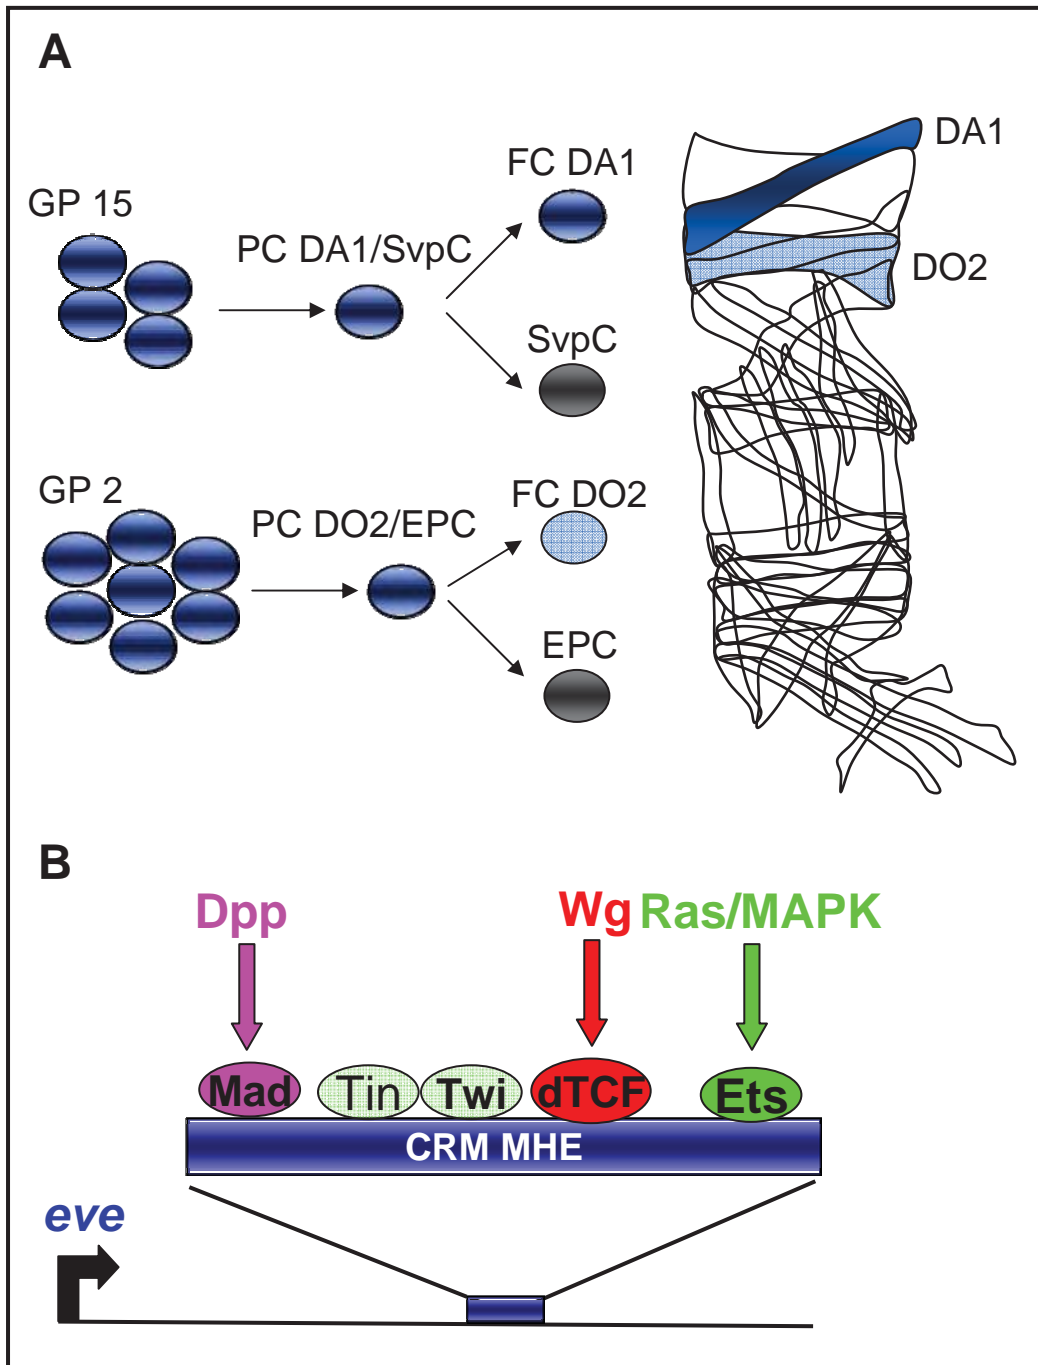 A
DA1
FC DA1
GP 15
PC DA1/SvpC
DO2
SvpC
GP 2
FC DO2
PC DO2/EPC
EPC
B
Dpp
Wg Ras/MAPK
Mad Tin Twi dTCF Ets
CRM MHE
eve